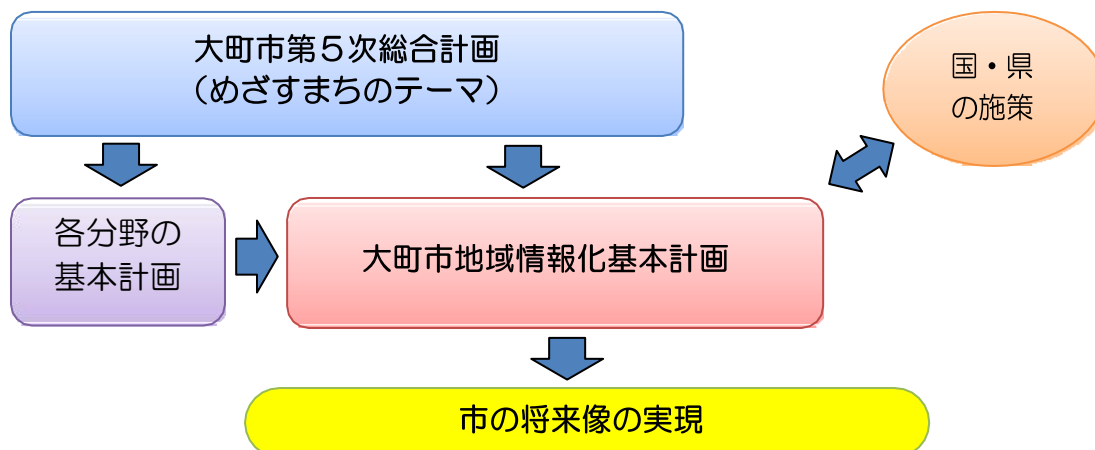 大町市第５次総合計画
（めざすまちのテーマ）
国・県
の施策
各分野の
基本計画
大町市地域情報化基本計画
市の将来像の実現